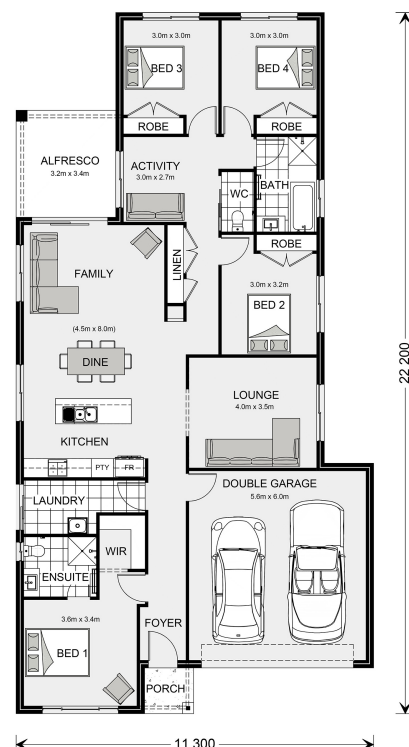 3.0m x 3.0m
BED 3
ROBE
3.0m x 3.0m
BED 4
ROBE
ALFRESCO
3.2m x 3.4m
ACTIVITY
3.0m x 2.7m
WC
BATH
LINEN
ROBE
3.0m x 3.2m
BED 2
FAMILY
(4.5m x 8.0m)
DINE
KITCHEN
PTY
FR
LOUNGE
4.0m x 3.5m
DOUBLE GARAGE
5.6m x 6.0m
LAUNDRY
WIR
ENSUITE
3.6m x 3.4m
BED 1
FOYER
PORCH
22 200
11 300